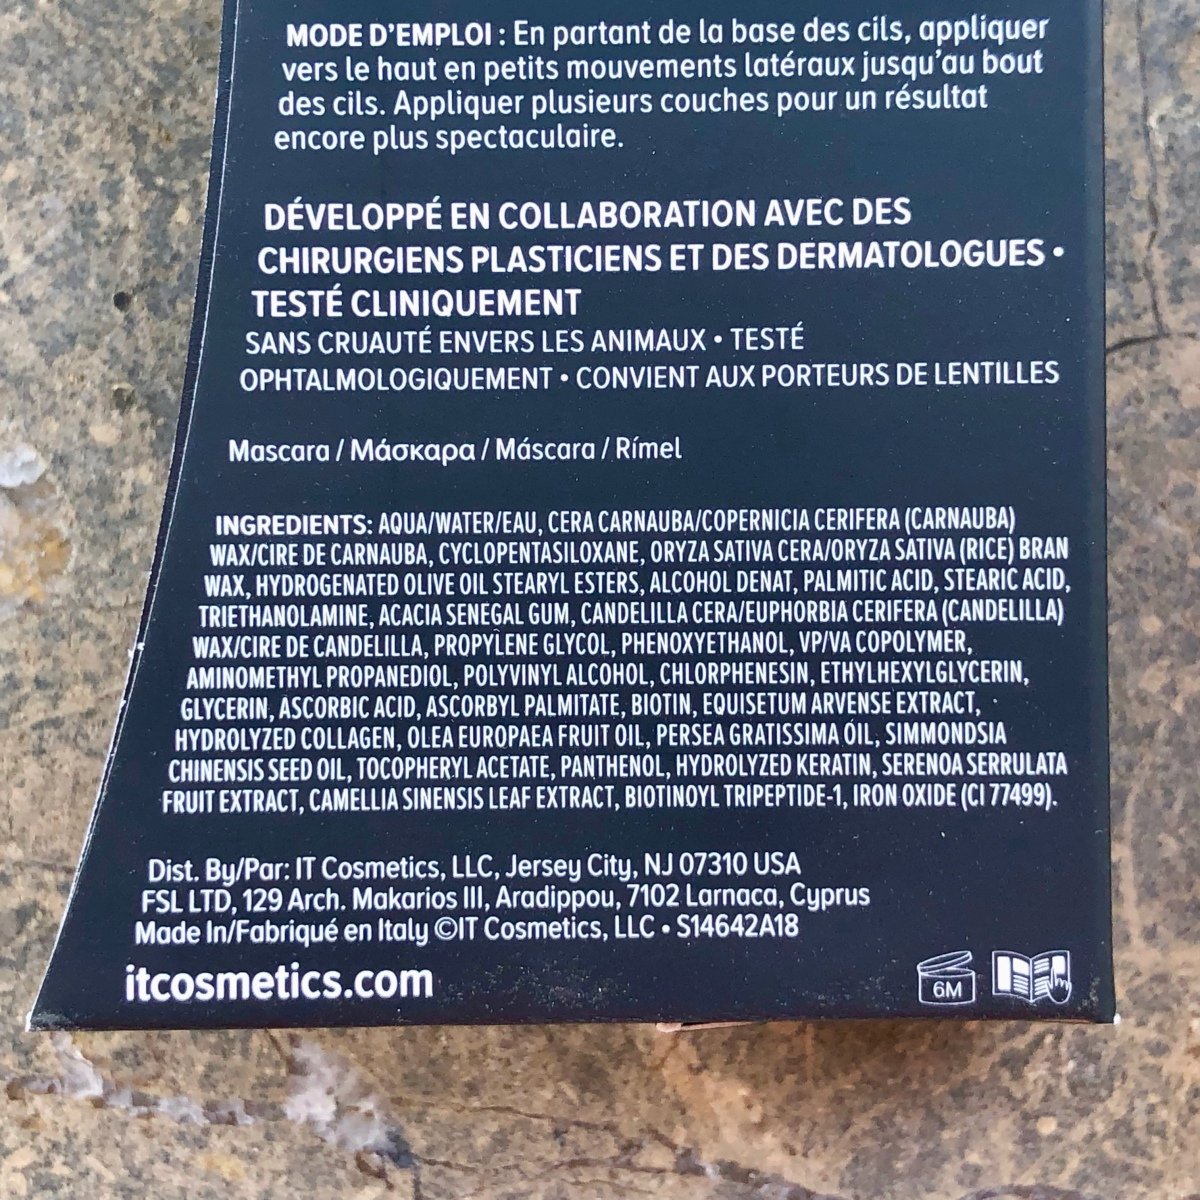 MODE D'EMPLOI : En partant de la base des cils, appliquer
vers le haut en petits mouvements latéraux jusqu'au bout
des cils. Appliquer plusieurs couches pour un résultat
encore plus spectaculaire.
DÉVELOPPÉ EN COLLABORATION AVEC DES
CHIRURGIENS PLASTICIENS ET DES DERMATOLOGUES •
TESTÉ CLINIQUEMENT
SANS CRUAUTÉ ENVERS LES ANIMAUX • TESTÉ
OPHTALMOLOGIQUEMENT • CONVIENT AUX PORTEURS DE LENTILLES
Mascara / Μάσκαρα / Máscara / Rímel
INGREDIENTS: AQUA/WATER/EAU, CERA CARNAUBA/COPERNICIA CERIFERA (CARNAUBA)
WAX/CIRE DE CARNAUBA, CYCLOPENTASILOXANE, ORYZA SATIVA CERA/ORYZA SATIVA (RICE) BRAN
WAX, HYDROGENATED OLIVE OIL STEARYL ESTERS, ALCOHOL DENAT, PALMITIC ACID, STEARIC ACID,
TRIETHANOLAMINE, ACACIA SENEGAL GUM, CANDELILLA CERA/EUPHORBIA CERIFERA (CANDELILLA)
WAX/CIRE DE CANDELILLA, PROPYLENE GLYCOL, PHENOXYETHANOL, VP/VA COPOLYMER,
AMINOMETHYL PROPANEDIOL, POLYVINYL ALCOHOL, CHLORPHENESIN, ETHYLHEXYLGLYCERIN,
GLYCERIN, ASCORBIC ACID, ASCORBYL PALMITATE, BIOTIN, EQUISETUM ARVENSE EXTRACT,
HYDROLYZED COLLAGEN, OLEA EUROPAEA FRUIT OIL, PERSEA GRATISSIMA OIL, SIMMONDSIA
CHINENSIS SEED OIL, TOCOPHERYL ACETATE, PANTHENOL, HYDROLYZED KERATIN, SERENOA SERRULATA
FRUIT EXTRACT, CAMELLIA SINENSIS LEAF EXTRACT, BIOTINOYL TRIPEPTIDE-1, IRON OXIDE (CI 77499).
Dist. By/Par: IT Cosmetics, LLC, Jersey City, NJ 07310 USA
FSL LTD, 129 Arch. Makarios III, Aradippou, 7102 Larnaca, Cyprus
Made In/Fabriqué en Italy ©IT Cosmetics, LLC • S14642A18
itcosmetics.com
6M